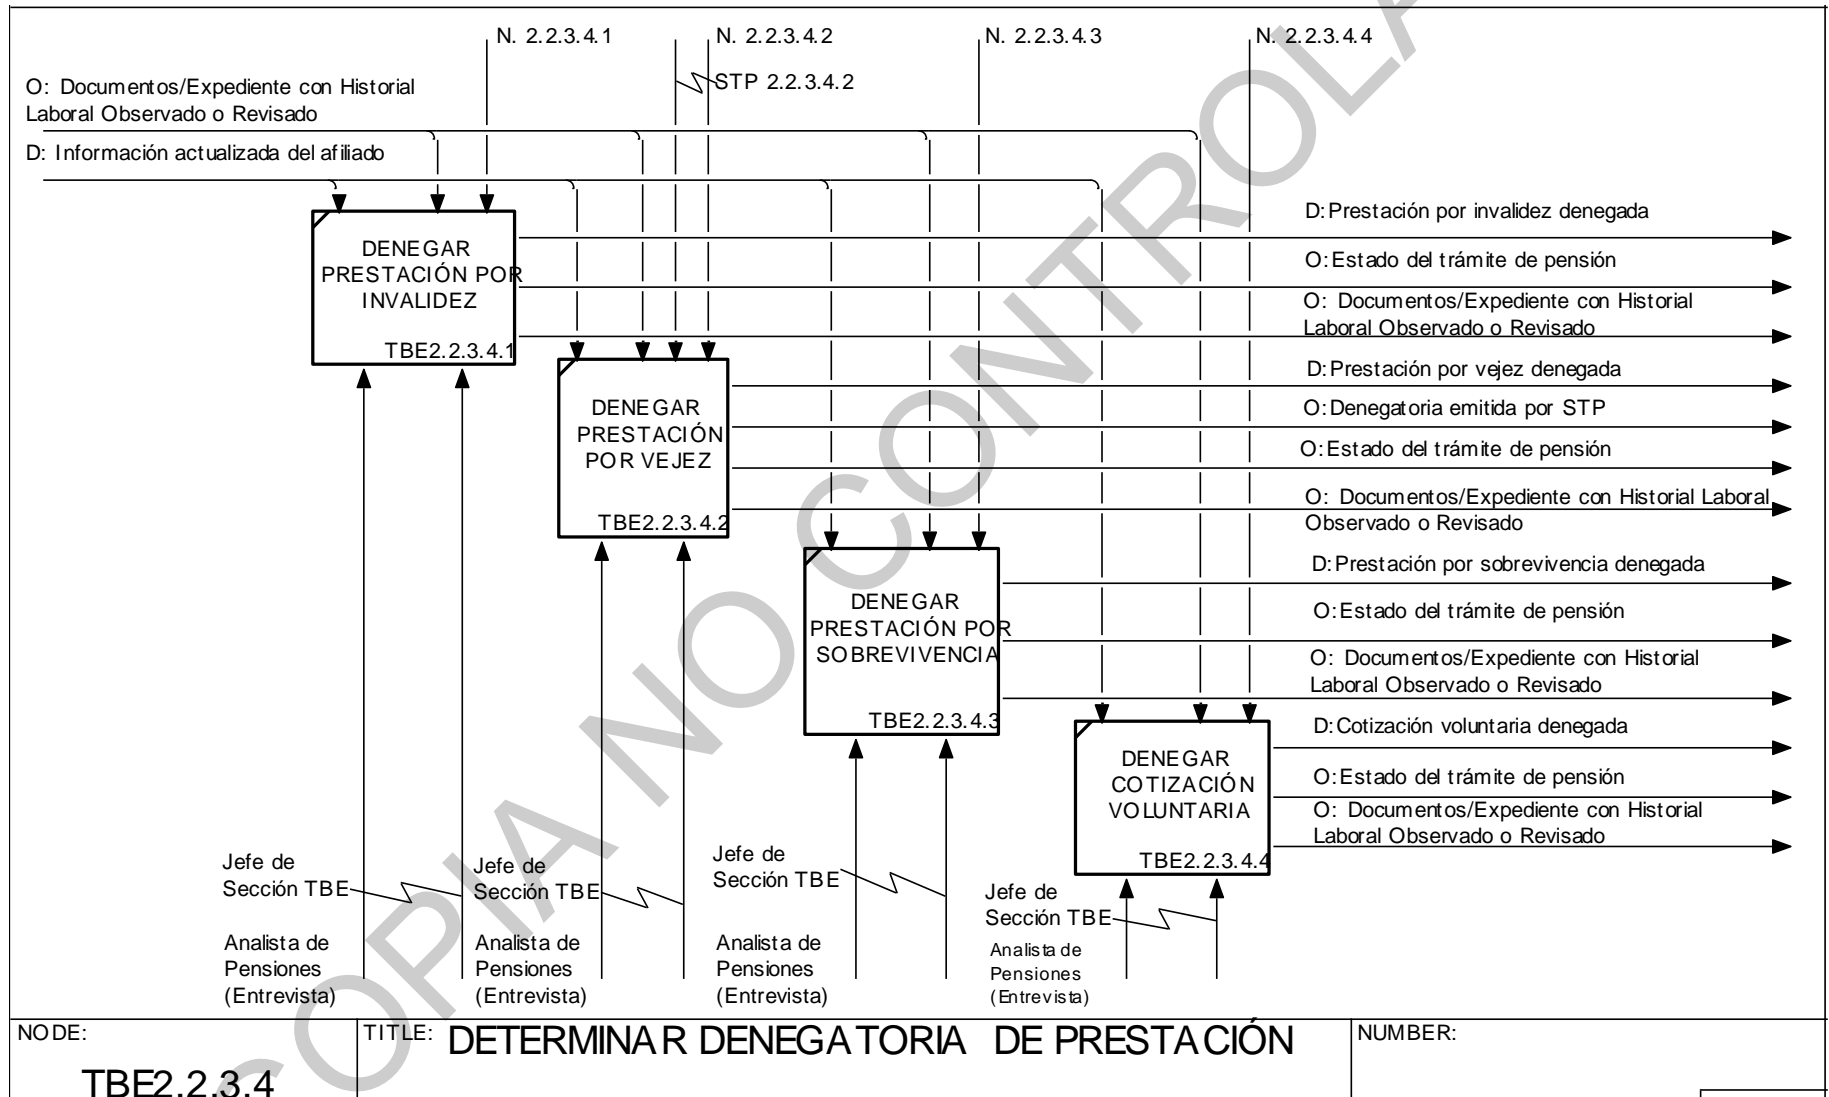 N. 2.2.3.4.1
N. 2.2.3.4.2
N. 2.2.3.4.3
N. 2.2.3.4.4
STP 2.2.3.4.2
O: Documentos/Expediente con Historial
Laboral Observado o Revisado
D: Información actualizada del afiliado
DENEGAR
PRESTACIÓN POR
INVALIDEZ
TBE2.2.3.4.1
D:Prestación por invalidez denegada
O:Estado del trámite de pensión
O: Documentos/Expediente con Historial
Laboral Observado o Revisado
DENEGAR
PRESTACIÓN
POR VEJEZ
TBE2.2.3.4.2
D:Prestación por vejez denegada
O:Denegatoria emitida por STP
O:Estado del trámite de pensión
O: Documentos/Expediente con Historial Laboral
Observado o Revisado
DENEGAR
PRESTACIÓN POR
SOBREVIVENCIA
TBE2.2.3.4.3
D:Prestación por sobrevivencia denegada
O:Estado del trámite de pensión
O: Documentos/Expediente con Historial
Laboral Observado o Revisado
DENEGAR
COTIZACIÓN
VOLUNTARIA
TBE2.2.3.4.4
D:Cotización voluntaria denegada
O:Estado del trámite de pensión
O: Documentos/Expediente con Historial
Laboral Observado o Revisado
Jefe de
Sección TBE
Analista de
Pensiones
(Entrevista)
Jefe de
Sección TBE
Analista de
Pensiones
(Entrevista)
Jefe de
Sección TBE
Analista de
Pensiones
(Entrevista)
Jefe de
Sección TBE
Analista de
Pensiones
(Entrevista)
NODE:
TBE2.2.3.4
TITLE: DETERMINAR DENEGATORIA DE PRESTACIÓN
NUMBER:
COPIA NO CONTROLA